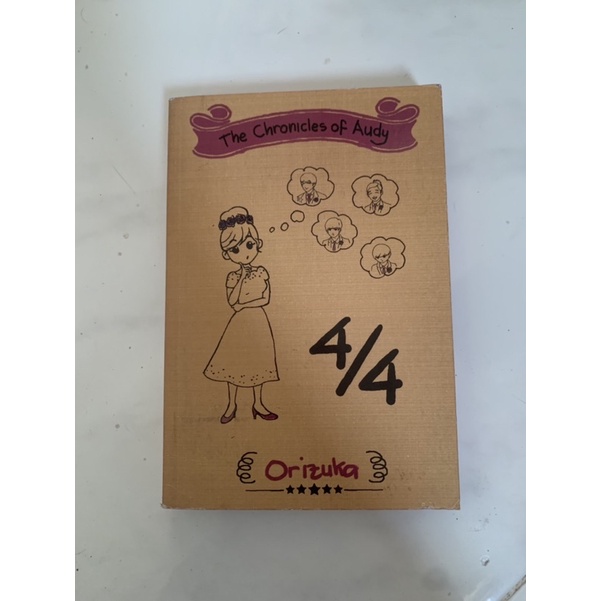 The Chronicles of Audy
4/4
Orizuka